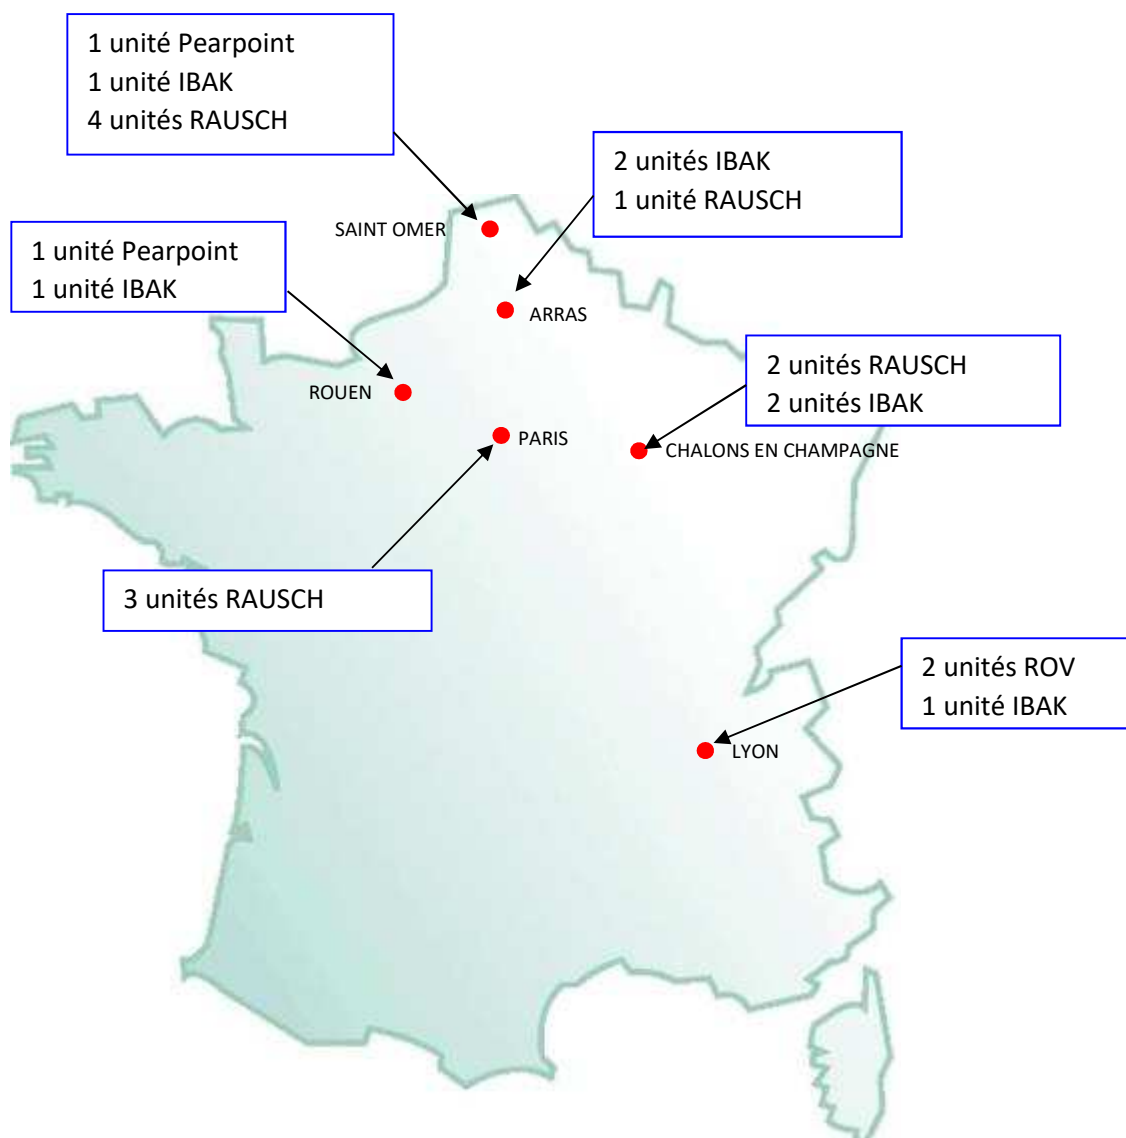 1 unité Pearpoint
1 unité IBAK
4 unités RAUSCH
2 unités IBAK
1 unité RAUSCH
SAINT OMER
1 unité Pearpoint
1 unité IBAK
ARRAS
2 unités RAUSCH
2 unités IBAK
ROUEN
PARIS
CHALONS EN CHAMPAGNE
3 unités RAUSCH
2 unités ROV
1 unité IBAK
LYON